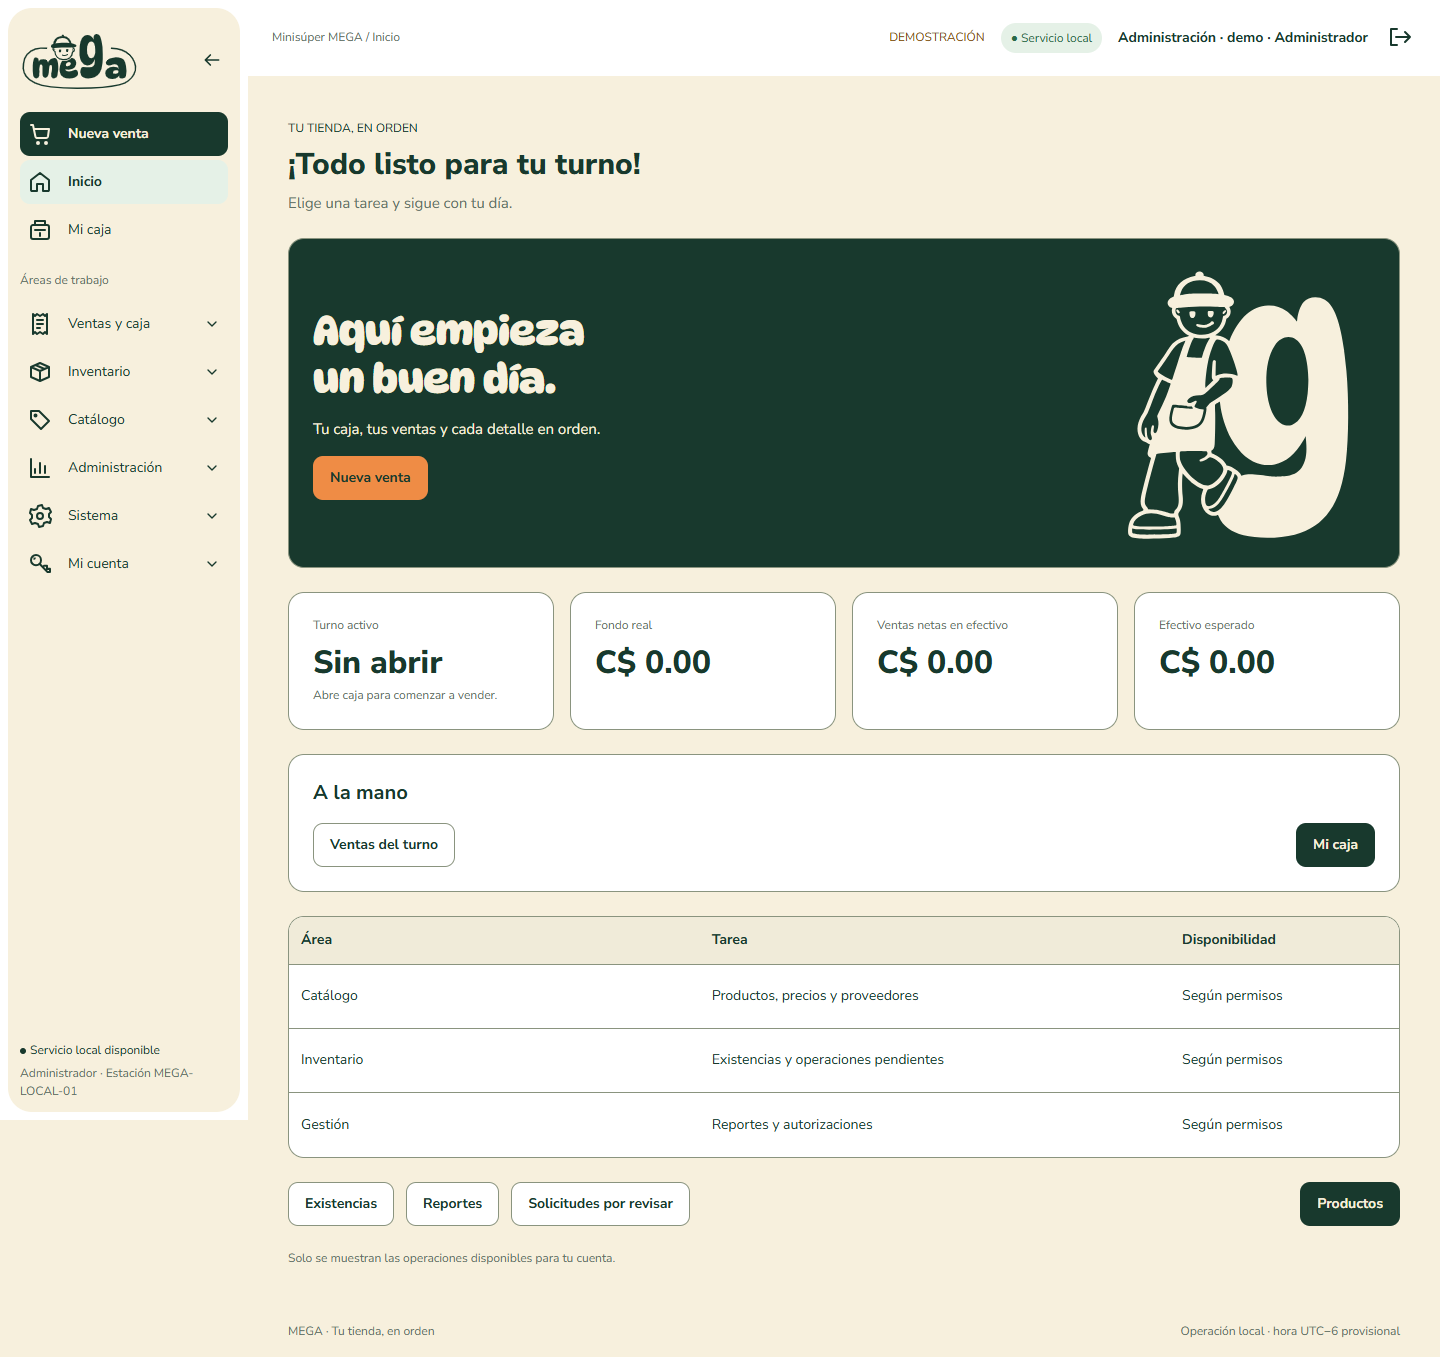 mega
Minisúper MEGA / Inicio
DEMOSTRACIÓN
Servicio local
Administración · demo · Administrador
Nueva venta
Inicio
Mi caja
Áreas de trabajo
Ventas y caja
Inventario
Catálogo
Administración
Sistema
Mi cuenta
Servicio local disponible
Administrador · Estación MEGA-
LOCAL-01
TU TIENDA, EN ORDEN
¡Todo listo para tu turno!
Elige una tarea y sigue con tu día.
Aquí empieza
un buen día.
Tu caja, tus ventas y cada detalle en orden.
Nueva venta
g
Turno activo
Sin abrir
Abre caja para comenzar a vender.
Fondo real
C$ 0.00
Ventas netas en efectivo
C$ 0.00
Efectivo esperado
C$ 0.00
A la mano
Ventas del turno
Mi caja
Área Tarea Disponibilidad
Catálogo Productos, precios y proveedores Según permisos
Inventario Existencias y operaciones pendientes Según permisos
Gestión Reportes y autorizaciones Según permisos
Existencias
Reportes
Solicitudes por revisar
Productos
Solo se muestran las operaciones disponibles para tu cuenta.
MEGA · Tu tienda, en orden
Operación local · hora UTC−6 provisional